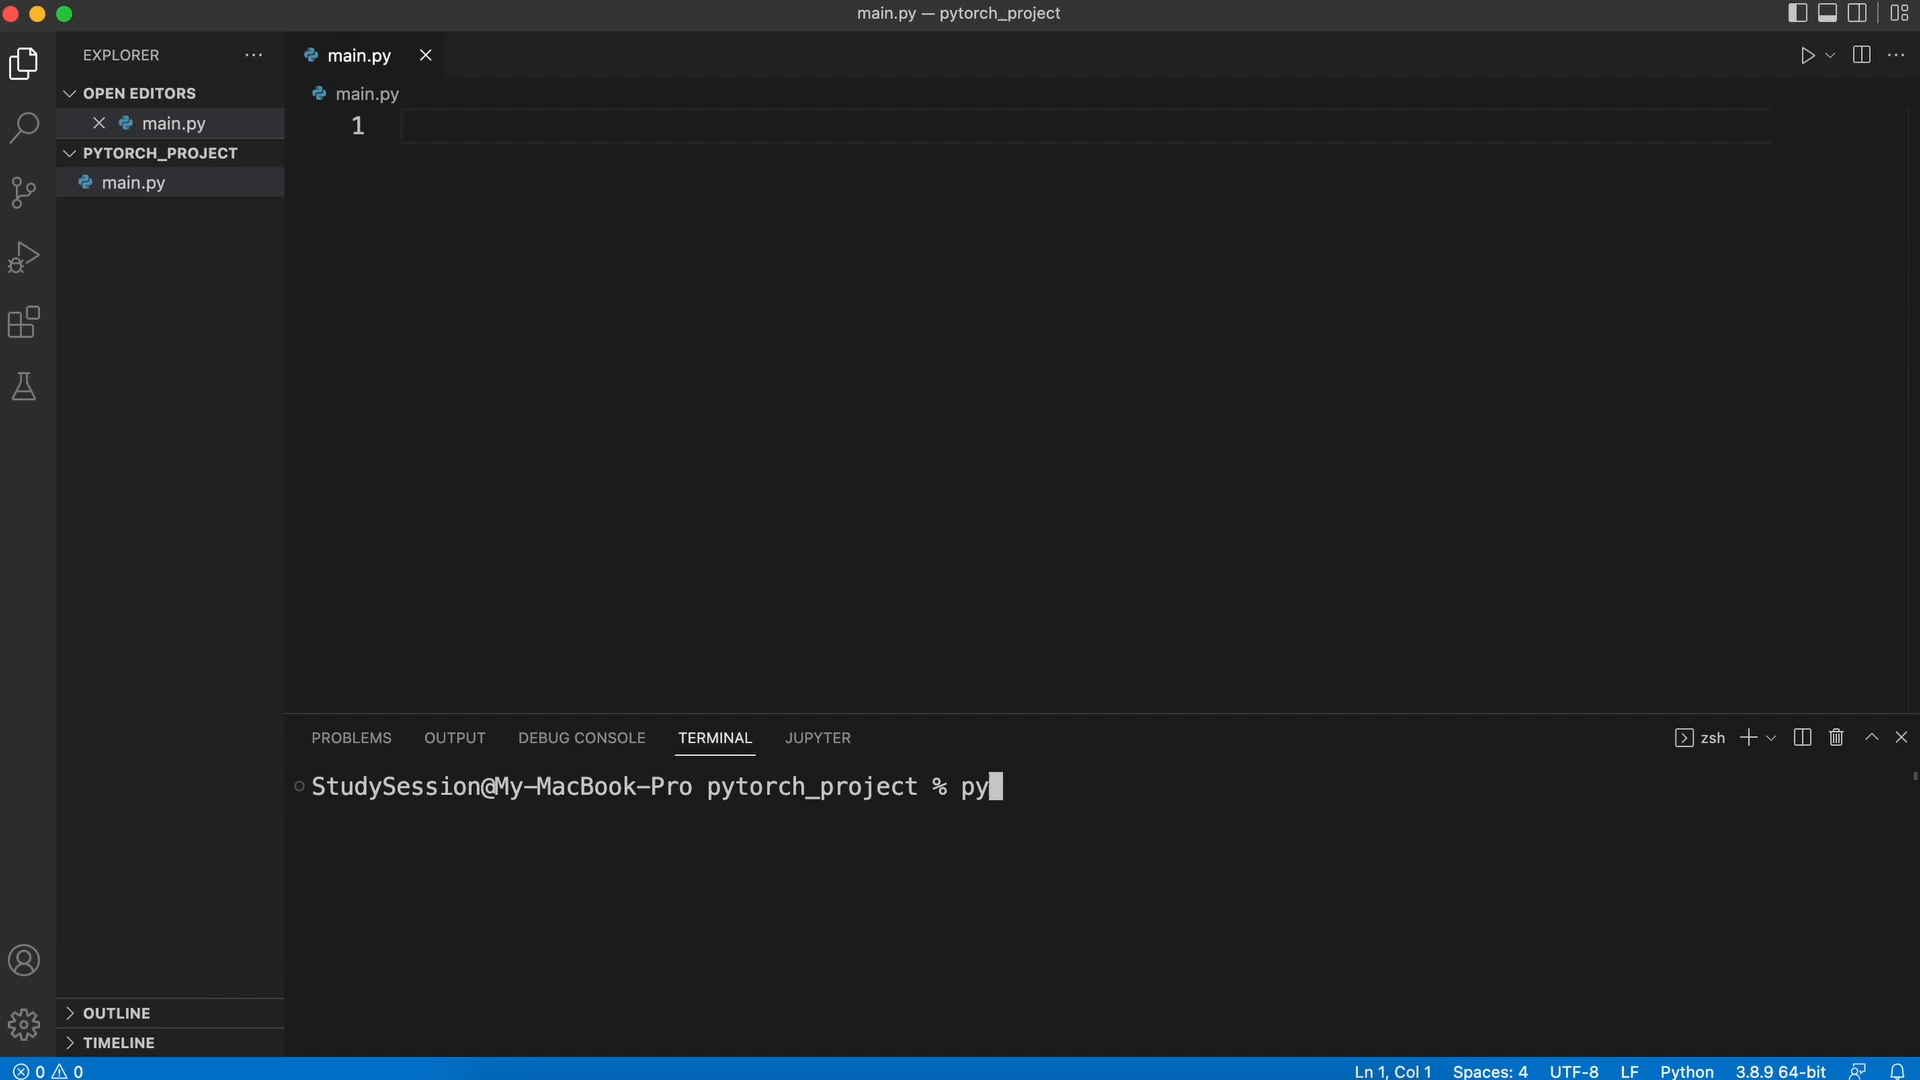 main.py — pytorch_project
EXPLORER
main.py
OPEN EDITORS
main.py
main.py
1
PYTORCH_PROJECT
main.py
PROBLEMS OUTPUT DEBUG CONSOLE TERMINAL JUPYTER
zsh
StudySession@My-MacBook-Pro pytorch_project % py
OUTLINE
TIMELINE
0 0
Ln 1, Col 1 Spaces: 4 UTF-8 LF Python 3.8.9 64-bit